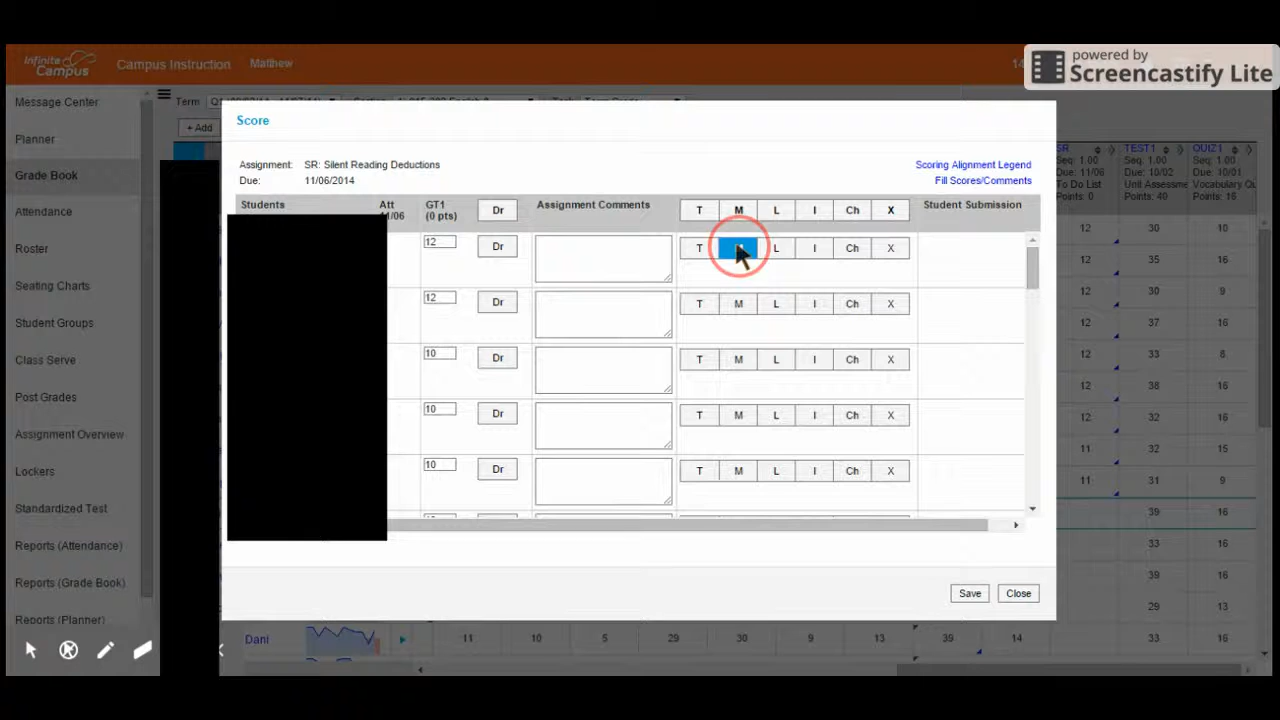 powered by
Screencastify Lite
Infinite
Campus
Campus Instruction
Matthew
14
Message Center
Planner
Grade Book
Attendance
Roster
Seating Charts
Student Groups
Class Serve
Post Grades
Assignment Overview
Lockers
Standardized Test
Reports (Attendance)
Reports (Grade Book)
Reports (Planner)
Term
+ Add
Score
Assignment: SR: Silent Reading Deductions
Due: 11/06/2014
Scoring Alignment Legend
Fill Scores/Comments
Students Att GT1 Dr Assignment Comments T M L I Ch X Student Submission
(0 pts)
12 Dr T L I Ch X
12 Dr T M L I Ch X
10 Dr T M L I Ch X
10 Dr T M L I Ch X
10 Dr T M L I Ch X
Save Close
SR TEST1 QUIZ1
Seq: 1.00 Seq: 1.00 Seq: 1.00
Due: 11/06 Due: 10/02 Due: 10/01
To Do List Unit Assessme Vocabulary Qu
Points: 0 Points: 40 Points: 16
12 30 10
12 35 16
12 30 9
12 37 16
12 33 8
12 38 16
12 32 16
11 32 15
11 31 9
39 16
33 16
39 16
29 13
33 16
Dani 11 10 5 29 30 9 13 39 14